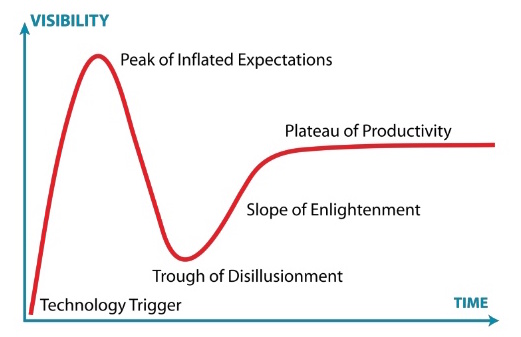 VISIBILITY
Peak of Inflated Expectations
Plateau of Productivity
Slope of Enlightenment
Trough of Disillusionment
Technology Trigger
TIME